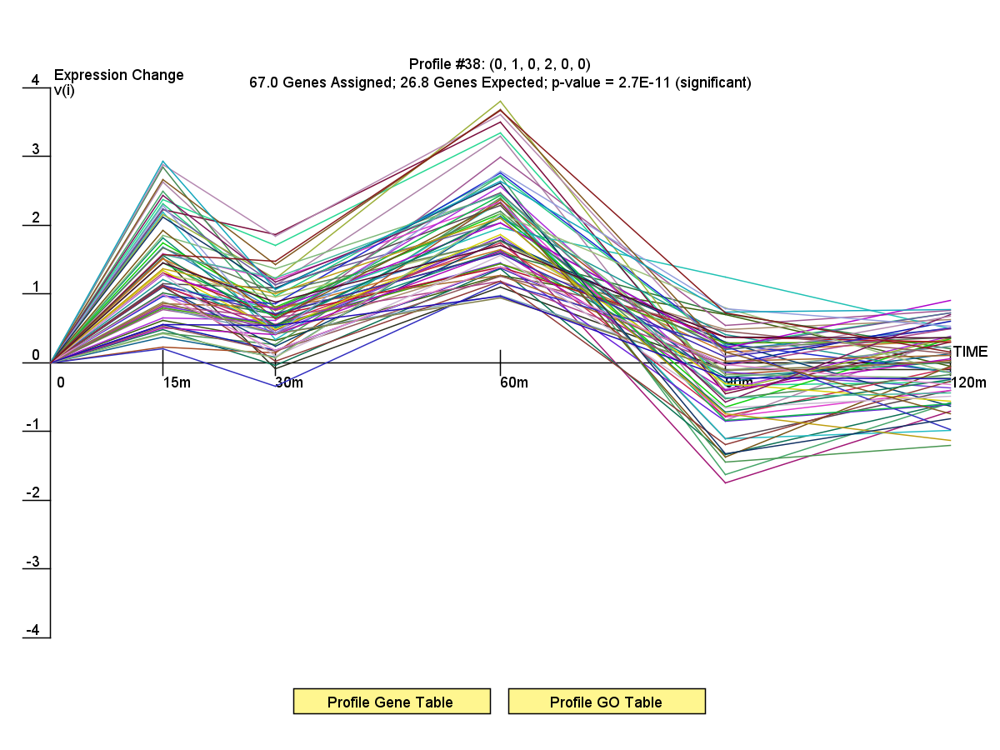 Profile #38: (0, 1, 0, 2, 0, 0)
67.0 Genes Assigned; 26.8 Genes Expected; p-value = 2.7E-11 (significant)
Expression Change
v(i)
4
3
2
1
0
-1
-2
-3
-4
TIME
0 15m 30m 60m 90m 120m
Profile Gene Table Profile GO Table